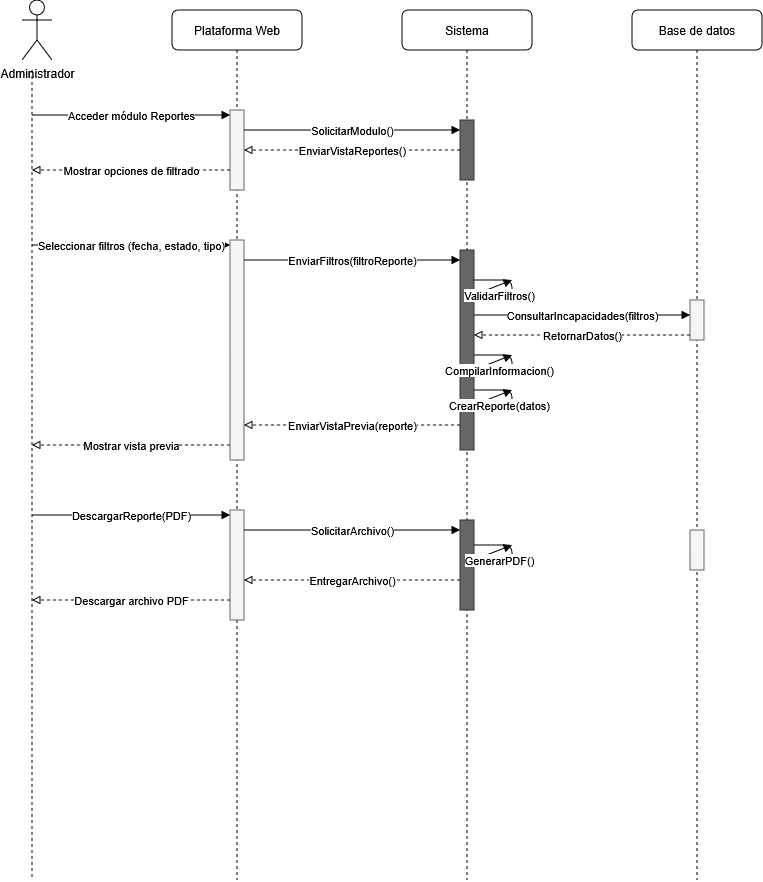 Plataforma Web
Sistema
Base de datos
Administrador
Acceder módulo Reportes
SolicitarModulo()
EnviarVistaReportes()
Mostrar opciones de filtrado
Seleccionar filtros (fecha, estado, tipo)
EnviarFiltros(filtroReporte)
ValidarFiltros()
ConsultarIncapacidades(filtros)
RetornarDatos()
CompilarInformacion()
CrearReporte(datos)
EnviarVistaPrevia(reporte)
Mostrar vista previa
DescargarReporte(PDF)
SolicitarArchivo()
GenerarPDF()
EntregarArchivo()
Descargar archivo PDF